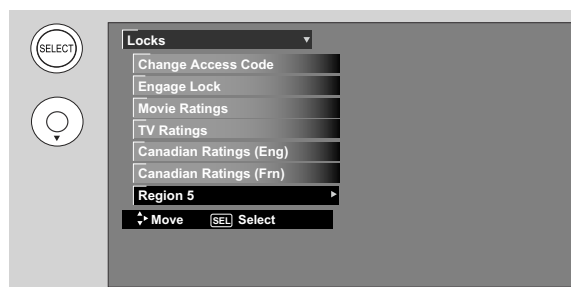 SELECT
Locks
Change Access Code
Engage Lock
Movie Ratings
TV Ratings
Canadian Ratings (Eng)
Canadian Ratings (Frn)
Region 5
Move SEL Select